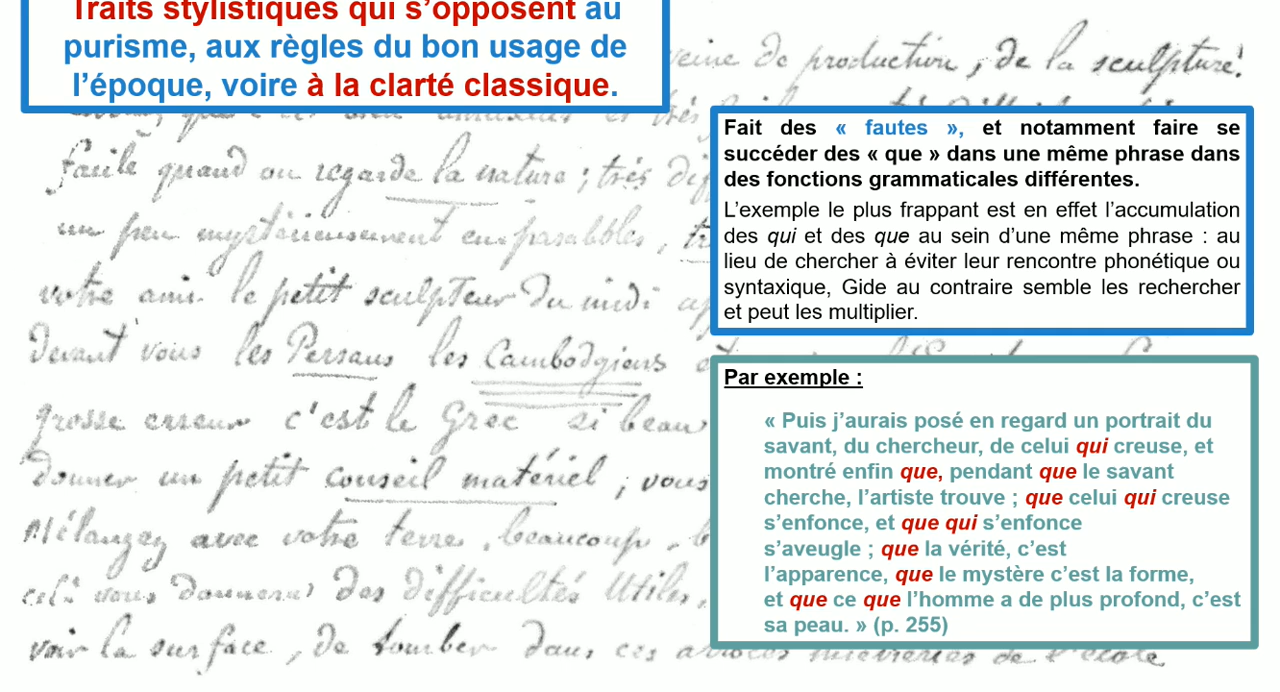 Traits stylistiques qui s’opposent au
purisme, aux règles du bon usage de
l’époque, voire à la clarté classique.
veine de production, de la sculpture.
facile quand on regarde la nature ; très
un peu mystérieusement en paraboles,
votre ami le petit sculpteur du midi
Devant vous les Persans les Cambodgiens et
grosse erreur c'est le Grec si beau
donner un petit conseil matériel, vous
Mélangez avec votre terre, beaucoup,
celà vous donnera des difficultés Utiles,
voir la surface, de tomber dans ces mièvreries de l'école
Fait des « fautes », et notamment faire se
succéder des « que » dans une même phrase dans
des fonctions grammaticales différentes.
L’exemple le plus frappant est en effet l’accumulation
des qui et des que au sein d’une même phrase : au
lieu de chercher à éviter leur rencontre phonétique ou
syntaxique, Gide au contraire semble les rechercher
et peut les multiplier.
Par exemple :
« Puis j’aurais posé en regard un portrait du
savant, du chercheur, de celui qui creuse, et
montré enfin que, pendant que le savant
cherche, l’artiste trouve ; que celui qui creuse
s’enfonce, et que qui s’enfonce
s’aveugle ; que la vérité, c’est
l’apparence, que le mystère c’est la forme,
et que ce que l’homme a de plus profond, c’est
sa peau. » (p. 255)